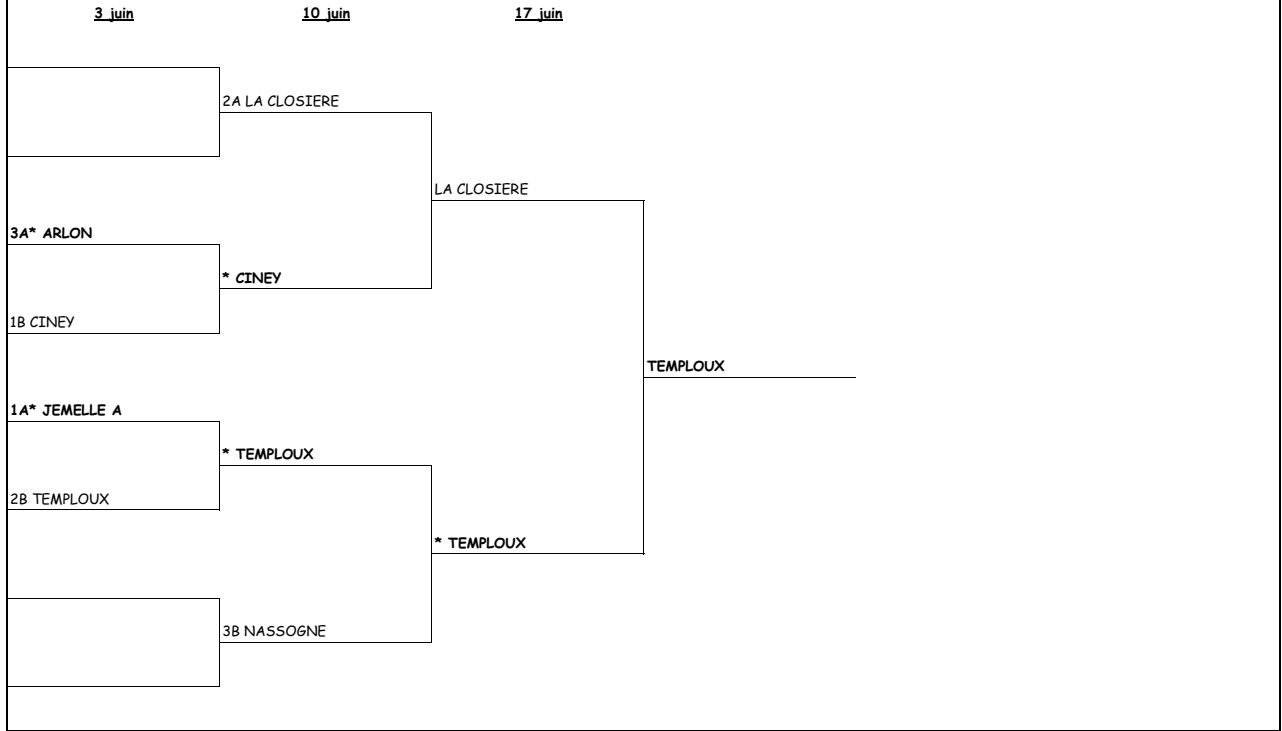 3 juin
10 juin
17 juin
2A LA CLOSIERE
LA CLOSIERE
3A* ARLON
* CINEY
1B CINEY
TEMPLOUX
1A* JEMELLE A
* TEMPLOUX
2B TEMPLOUX
* TEMPLOUX
3B NASSOGNE